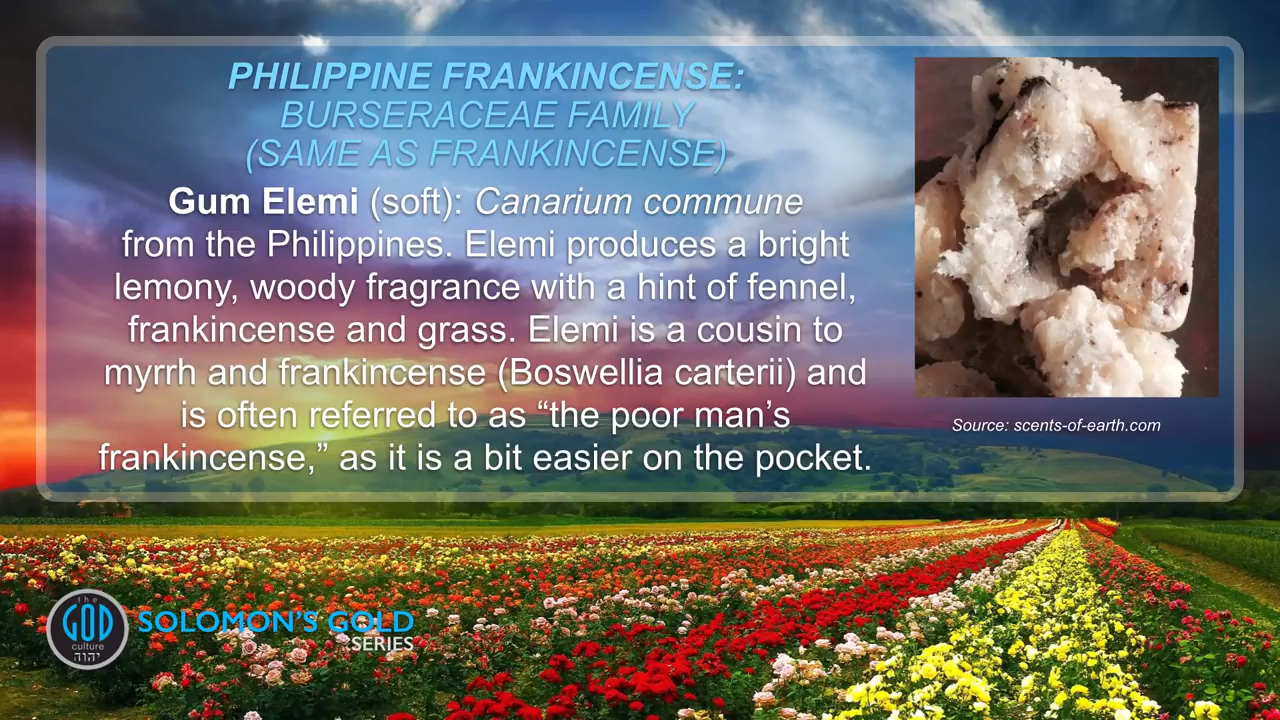 PHILIPPINE FRANKINCENSE:
BURSERACEAE FAMILY
(SAME AS FRANKINCENSE)
Gum Elemi (soft): Canarium commune
from the Philippines. Elemi produces a bright
lemony, woody fragrance with a hint of fennel,
frankincense and grass. Elemi is a cousin to
myrrh and frankincense (Boswellia carterii) and
is often referred to as “the poor man’s
frankincense,” as it is a bit easier on the pocket.
Source: scents-of-earth.com
the
GOD
culture
יהוה
SOLOMON'S GOLD
SERIES